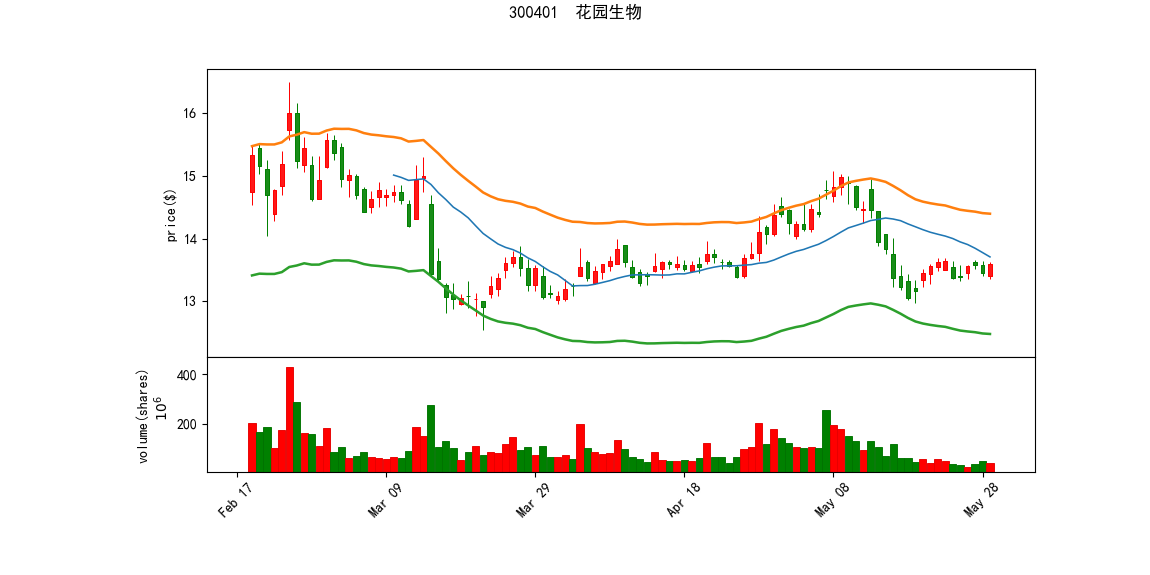 300401 花园生物
price($)
16
15
14
13
volume(shares)
10^6
400
200
Feb 17
Mar 09
Mar 29
Apr 18
May 08
May 28